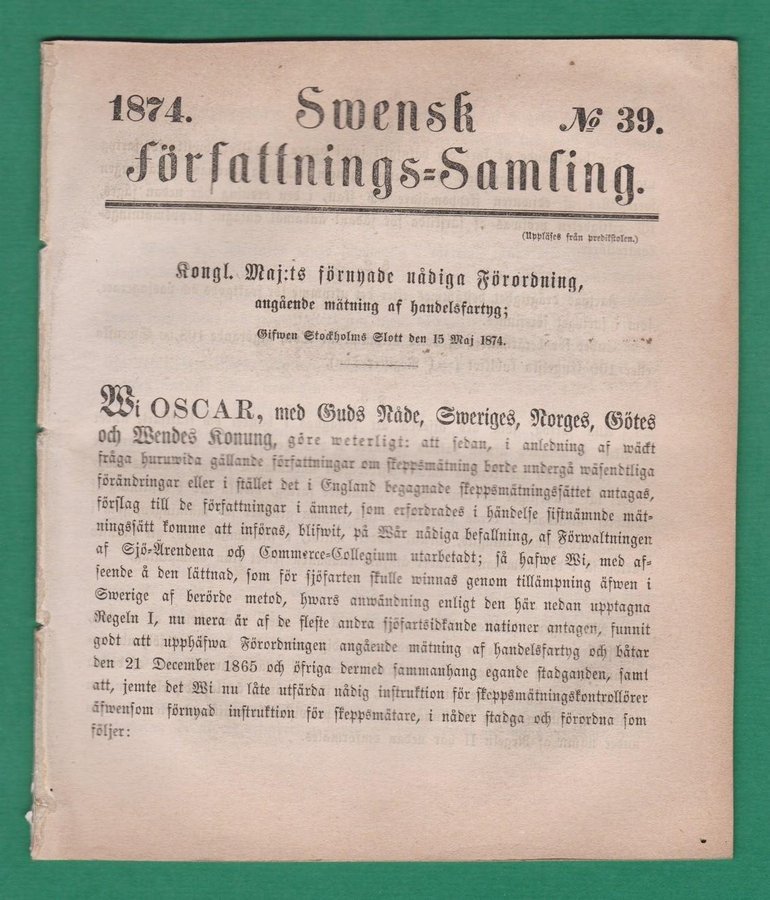 1874. Swensk № 39.
Författnings-Samling.
(Uppläses från predikstolen.)
Kongl. Maj:ts förnyade nådiga Förordning,
angående mätning af handelsfartyg;
Gifwen Stockholms Slott den 15 Maj 1874.
Wi OSCAR, med Guds Nåde, Sweriges, Norges, Götes
och Wendes Konung, göre weterligt: att sedan, i anledning af wäckt
fråga huruwida gällande författningar om skeppsmätning borde undergå wäsendtliga
förändringar eller i stället det i England begagnade skeppsmätningssättet antagas,
förslag till de författningar i ämnet, som erfordrades i händelse sistnämnde mät-
ningssätt komme att införas, blifwit, på Wår nådiga befallning, af Förwaltningen
af Sjö-Ärendena och Commerce-Collegium utarbetadt; så hafwe Wi, med af-
seende å den lättnad, som för sjöfarten skulle winnas genom tillämpning äfwen i
Swerige af berörde metod, hwars anwändning enligt den här nedan upptagna
Regeln I, nu mera är af de fleste andra sjöfartsidkande nationer antagen, funnit
godt att upphäfwa Förordningen angående mätning af handelsfartyg och båtar
den 21 December 1865 och öfriga dermed sammanhang egande stadganden, samt
att, jemte det Wi nu låte utfärda nådig instruktion för skeppsmätningskontrollörer
äfwensom förnyad instruktion för skeppsmätare, i nåder stadga och förordna som
följer: